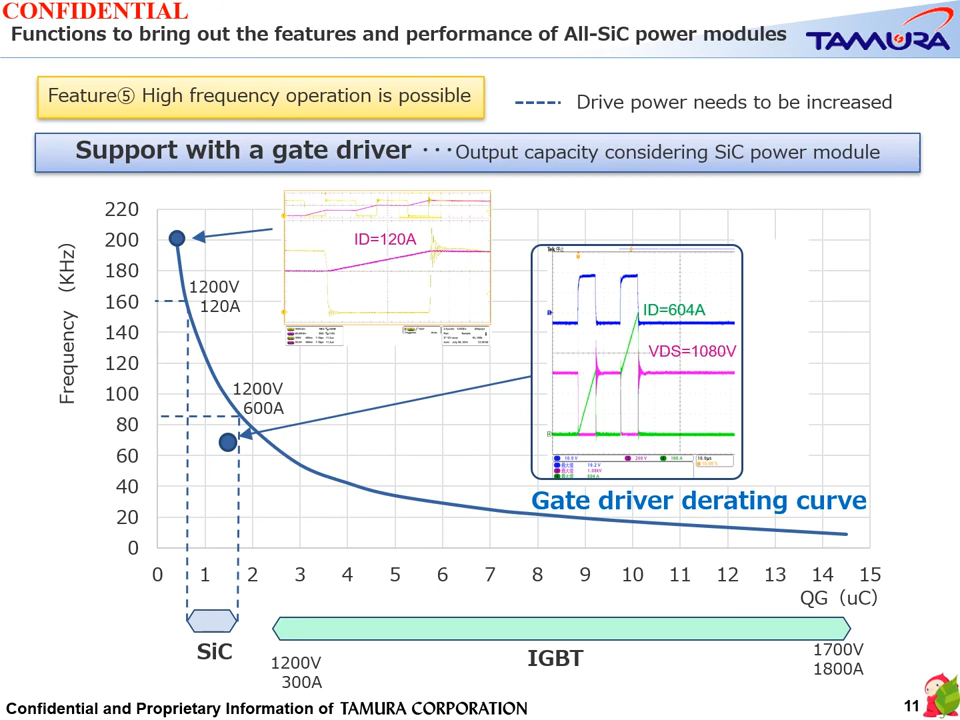 CONFIDENTIAL
Functions to bring out the features and performance of All-SiC power modules
TAMURA
Feature⑤ High frequency operation is possible
Drive power needs to be increased
Support with a gate driver ・・・Output capacity considering SiC power module
220
200
180
160
140
120
100
80
60
40
20
0
Frequency （KHz）
ID=120A
1200V
120A
1200V
600A
ID=604A
VDS=1080V
Gate driver derating curve
0 1 2 3 4 5 6 7 8 9 10 11 12 13 14 15
QG（uC）
SiC
IGBT
1200V
300A
1700V
1800A
Confidential and Proprietary Information of TAMURA CORPORATION
11